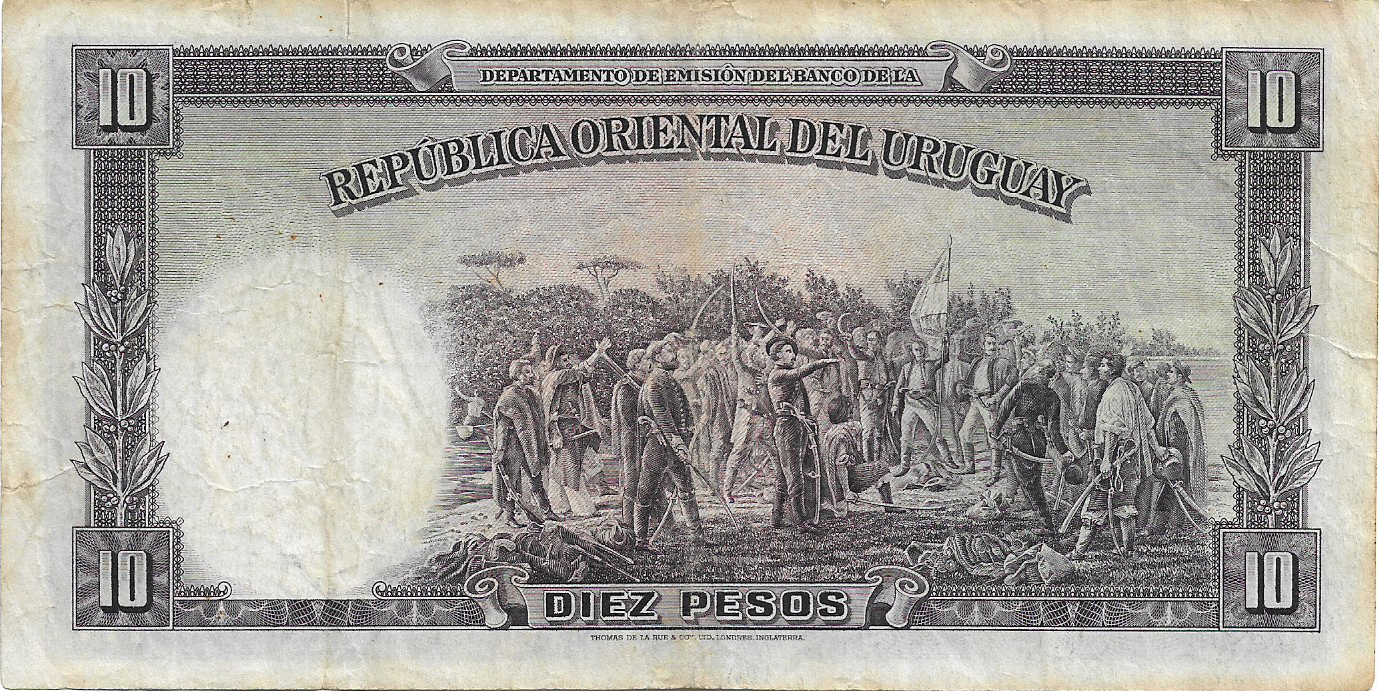 10 10
DEPARTAMENTO DE EMISIÓN DEL BANCO DE LA
REPÚBLICA ORIENTAL DEL URUGUAY
10 10
DIEZ PESOS
THOMAS DE LA RUE & COY. LTD. LONDRES. INGLATERRA.